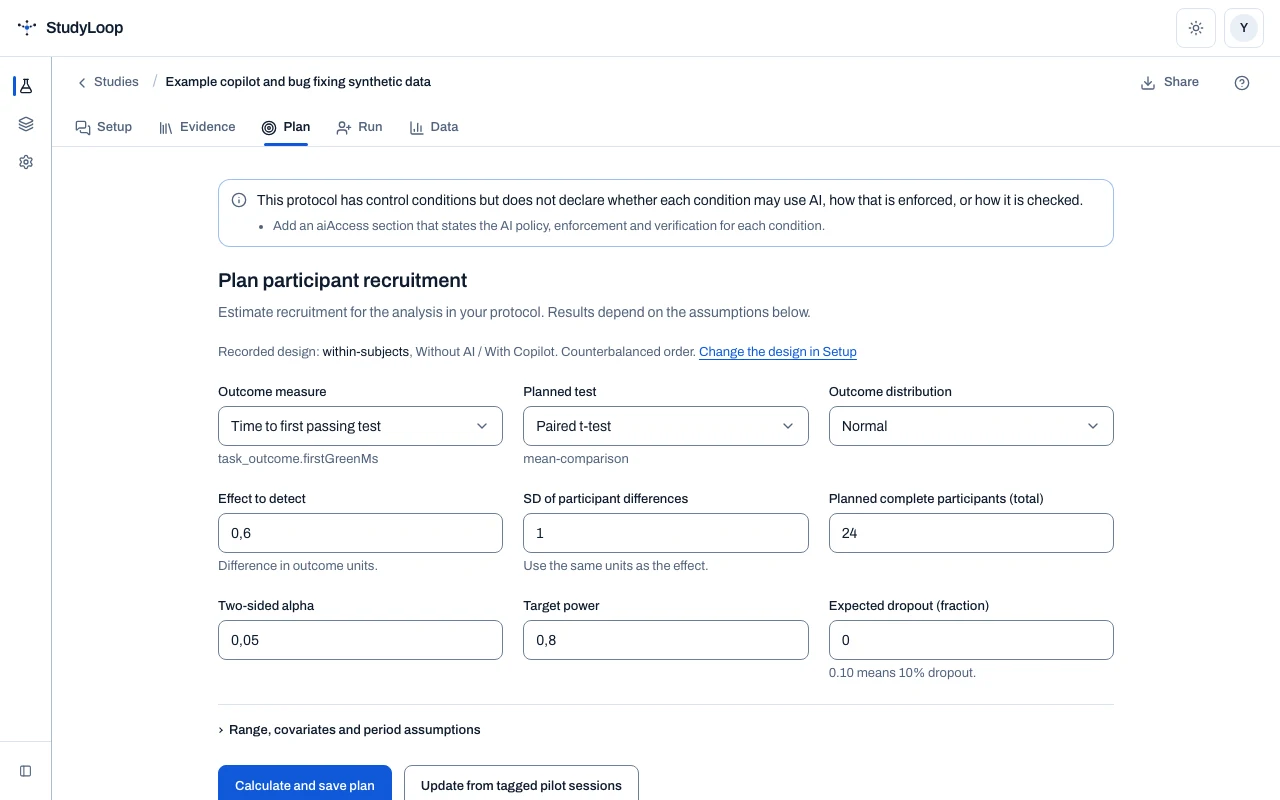 StudyLoop
Y
Studies / Example copilot and bug fixing synthetic data
Share
Setup
Evidence
Plan
Run
Data
This protocol has control conditions but does not declare whether each condition may use AI, how that is enforced, or how it is checked.
• Add an aiAccess section that states the AI policy, enforcement and verification for each condition.
Plan participant recruitment
Estimate recruitment for the analysis in your protocol. Results depend on the assumptions below.
Recorded design: within-subjects, Without AI / With Copilot. Counterbalanced order. Change the design in Setup
Outcome measure
Time to first passing test
task_outcome.firstGreenMs
Planned test
Paired t-test
mean-comparison
Outcome distribution
Normal
Effect to detect
0,6
Difference in outcome units.
SD of participant differences
1
Use the same units as the effect.
Planned complete participants (total)
24
Two-sided alpha
0,05
Target power
0,8
Expected dropout (fraction)
0
0.10 means 10% dropout.
Range, covariates and period assumptions
Calculate and save plan
Update from tagged pilot sessions